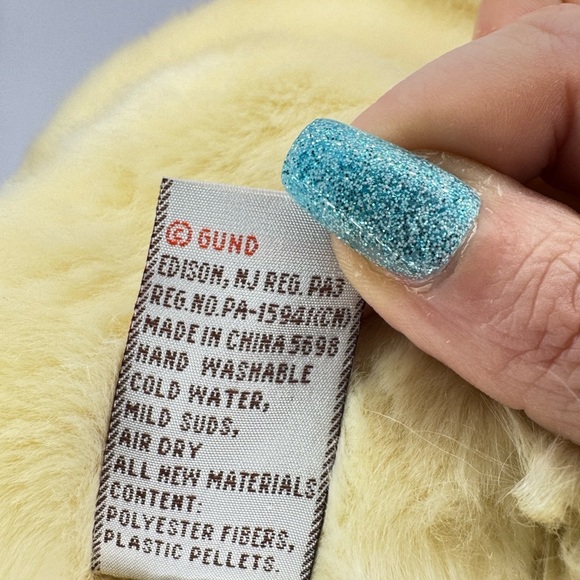 © GUND
EDISON, NJ REG. PA3
REG.NO.PA-15941(CN)
MADE IN CHINA 5698
HAND WASHABLE
COLD WATER,
MILD SUDS,
AIR DRY
ALL NEW MATERIALS
CONTENT:
POLYESTER FIBERS,
PLASTIC PELLETS.